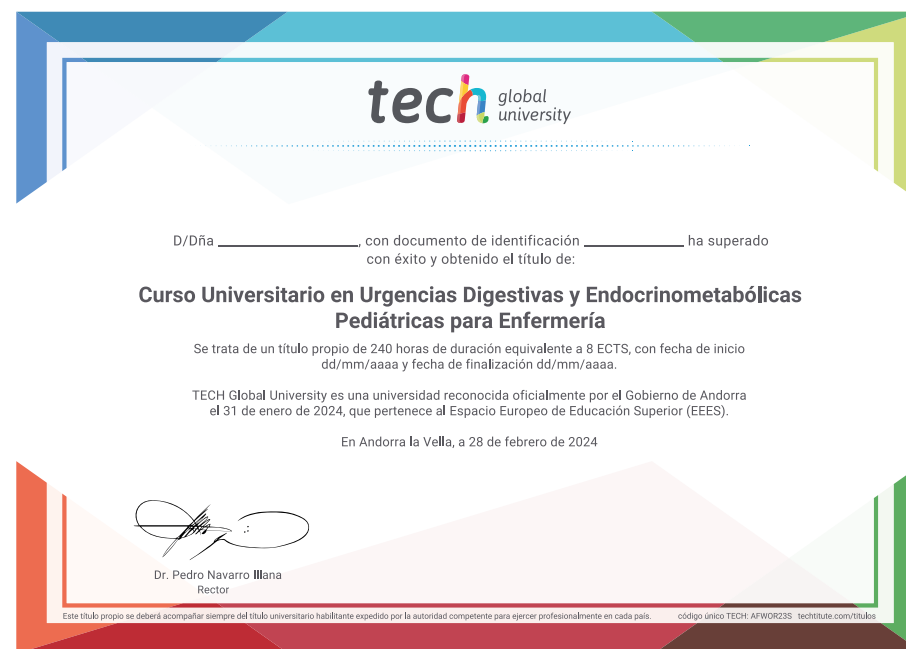 tech global university
D/Dña ____________________, con documento de identificación ______________ ha superado
con éxito y obtenido el título de:
Curso Universitario en Urgencias Digestivas y Endocrinometabólicas
Pediátricas para Enfermería
Se trata de un título propio de 240 horas de duración equivalente a 8 ECTS, con fecha de inicio
dd/mm/aaaa y fecha de finalización dd/mm/aaaa.
TECH Global University es una universidad reconocida oficialmente por el Gobierno de Andorra
el 31 de enero de 2024, que pertenece al Espacio Europeo de Educación Superior (EEES).
En Andorra la Vella, a 28 de febrero de 2024
Dr. Pedro Navarro Illana
Rector
Este título propio se deberá acompañar siempre del título universitario habilitante expedido por la autoridad competente para ejercer profesionalmente en cada país.
código único TECH: AFWOR23S techtitute.com/titulos